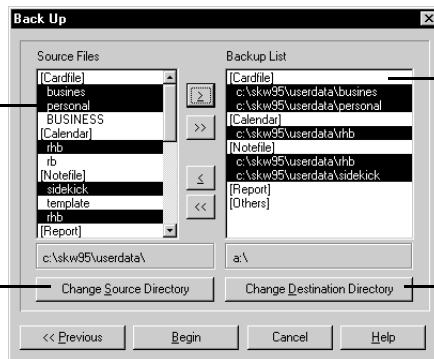 Back Up
Source Files
[Cardfile]
busines
personal
BUSINESS
[Calendar]
rhb
rb
[Notefile]
sidekick
template
rhb
[Report]
>
>>
<
<<
Backup List
[Cardfile]
c:\skw95\userdata\busines
c:\skw95\userdata\personal
[Calendar]
c:\skw95\userdata\rhb
[Notefile]
c:\skw95\userdata\rhb
c:\skw95\userdata\sidekick
[Report]
[Others]
c:\skw95\userdata\
a:\
Change Source Directory
Change Destination Directory
<< Previous
Begin
Cancel
Help